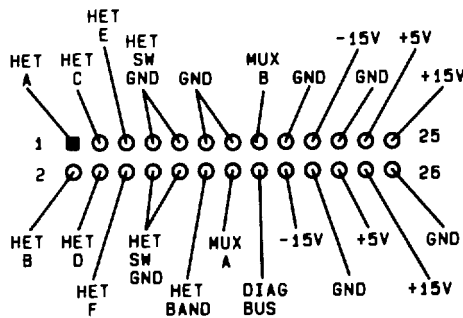 HET E
HET A
HET C
HET SW GND
GND
MUX B
GND
-15V
GND
+5V
+15V
1
25
2
26
HET B
HET D
HET F
HET SW GND
HET BAND
MUX A
DIAG BUS
-15V
GND
+5V
+15V
GND